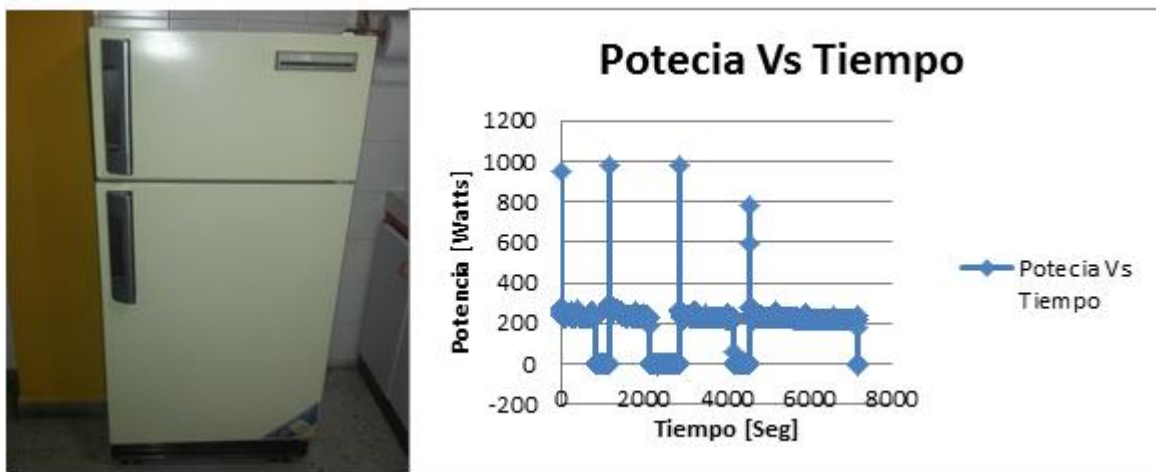 Potecia Vs Tiempo
Potencia [Watts]
1200
1000
800
600
400
200
0
-200
0 2000 4000 6000 8000
Tiempo [Seg]
Potecia Vs
Tiempo